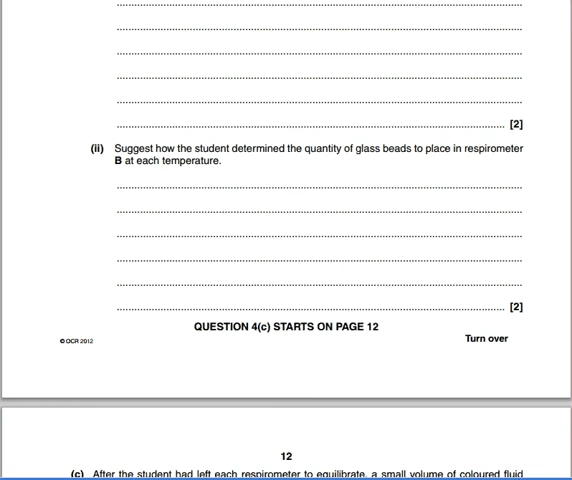 [2]
(ii) Suggest how the student determined the quantity of glass beads to place in respirometer
B at each temperature.
[2]
QUESTION 4(c) STARTS ON PAGE 12
© OCR 2012
Turn over
12
(c) After the student had left each respirometer to equilibrate, a small volume of coloured fluid